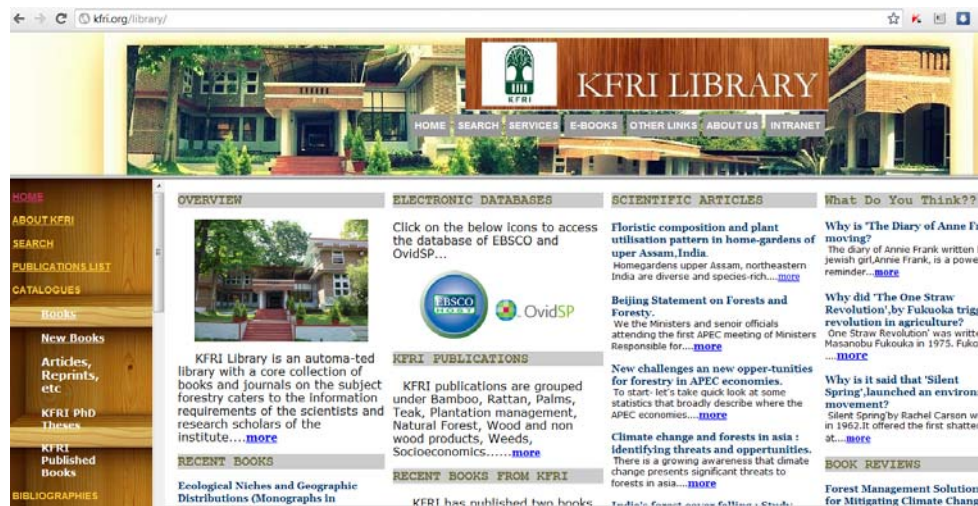 kfri.org/library/
KFRI
KFRI LIBRARY
HOME SEARCH SERVICES E-BOOKS OTHER LINKS ABOUT US INTRANET
HOME
ABOUT KFRI
SEARCH
PUBLICATIONS LIST
CATALOGUES
Books
New Books
Articles,
Reprints,
etc
KFRI PhD
Theses
KFRI
Published
Books
BIBLIOGRAPHIES
OVERVIEW
KFRI Library is an automa-ted
library with a core collection of
books and journals on the subject
forestry caters to the Information
requirements of the scientists and
research scholars of the
institute....more
RECENT BOOKS
Ecological Niches and Geographic
Distributions (Monographs in
ELECTRONIC DATABASES
Click on the below icons to access
the database of EBSCO and
OvidSP...
EBSCO
HOST
OvidSP
KFRI PUBLICATIONS
KFRI publications are grouped
under Bamboo, Rattan, Palms,
Teak, Plantation management,
Natural Forest, Wood and non
wood products, Weeds,
Socioeconomics......more
RECENT BOOKS FROM KFRI
KFRI has published two books
SCIENTIFIC ARTICLES
Floristic composition and plant
utilisation pattern in home-gardens of
uper Assam,India.
Homegardens upper Assam, northeastern
India are diverse and species-rich....more
Beijing Statement on Forests and
Foresty.
We the Ministers and senoir officials
attending the first APEC meeting of Ministers
Responsible for....more
New challenges an new opper-tunities
for forestry in APEC economies.
To start- let's take quick look at some
statistics that broadly describe where the
APEC economies....more
Climate change and forests in asia :
identifying threats and oppertunities.
There is a growing awareness that climate
change presents significant threats to
forests in asia....more
India's forest cover falling : Study
What Do You Think??
Why is 'The Diary of Anne
moving?
The diary of Annie Frank written
jewish girl,Annie Frank, is a
reminder...more
Why did 'The One Straw
Revolution',by Fukuoka
revolution in agriculture?
One Straw Revolution' was
Masanobu Fukouka in 1975.
....more
Why is it said that 'Silent
Spring',launched an
movement?
Silent Spring'by Rachel Carson
in 1962.It offered the first
at....more
BOOK REVIEWS
Forest Management
for Mitigating Climate